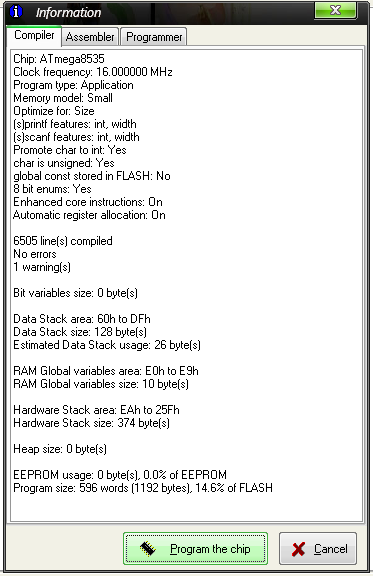 Information
Compiler Assembler Programmer
Chip: ATmega8535
Clock frequency: 16.000000 MHz
Program type: Application
Memory model: Small
Optimize for: Size
(s)printf features: int, width
(s)scanf features: int, width
Promote char to int: Yes
char is unsigned: Yes
global const stored in FLASH: No
8 bit enums: Yes
Enhanced core instructions: On
Automatic register allocation: On
6505 line(s) compiled
No errors
1 warning(s)
Bit variables size: 0 byte(s)
Data Stack area: 60h to DFh
Data Stack size: 128 byte(s)
Estimated Data Stack usage: 26 byte(s)
RAM Global variables area: E0h to E9h
RAM Global variables size: 10 byte(s)
Hardware Stack area: EAh to 25Fh
Hardware Stack size: 374 byte(s)
Heap size: 0 byte(s)
EEPROM usage: 0 byte(s), 0.0% of EEPROM
Program size: 596 words (1192 bytes), 14.6% of FLASH
Program the chip Cancel